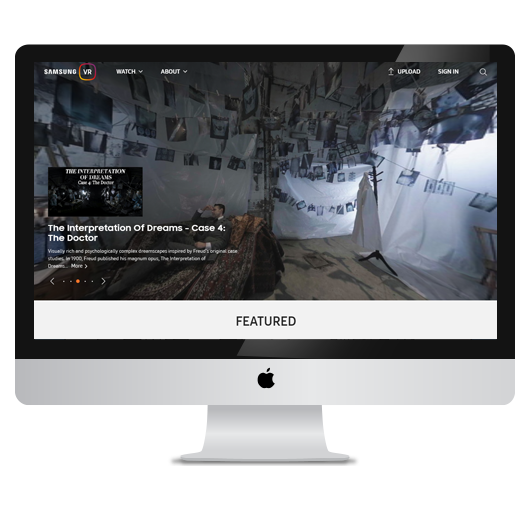 SAMSUNG VR WATCH ABOUT UPLOAD SIGN IN
THE INTERPRETATION
OF DREAMS
Case 4: The Doctor
The Interpretation Of Dreams - Case 4:
The Doctor
Visually rich and psychologically complex dreamscapes inspired by Freud's original case
studies. In 1900, Freud published his magnum opus, The Interpretation of
Dreams... More
FEATURED